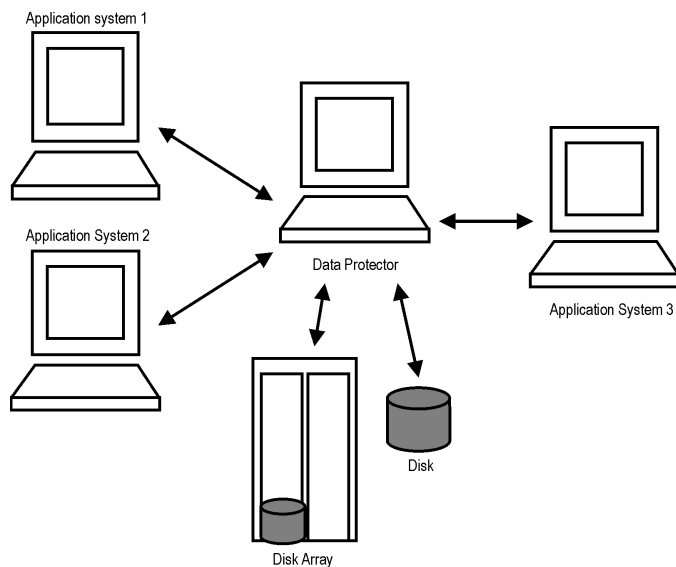 Application system 1
Application System 2
Data Protector
Application System 3
Disk
Disk Array